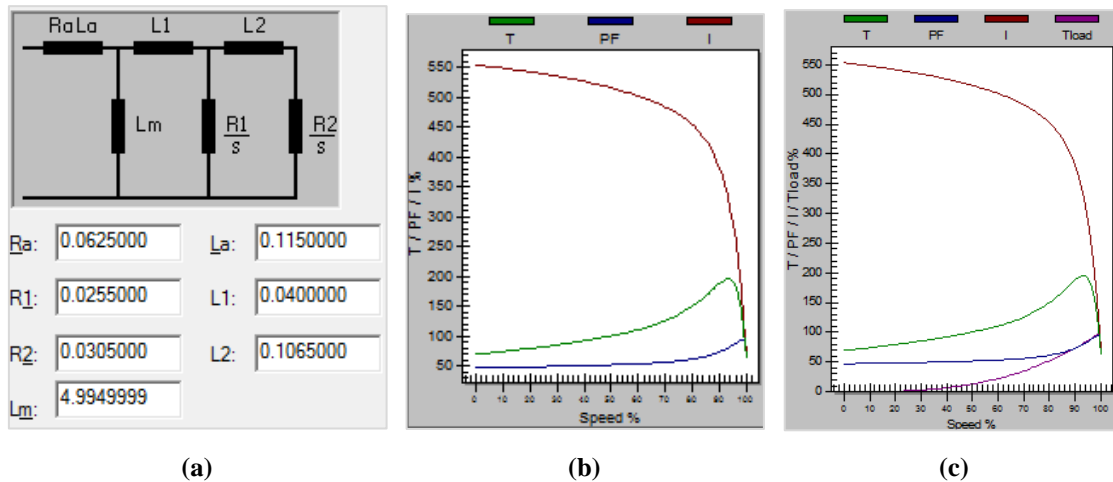 RaLa L1 L2
Lm R1 R2
s s
Ra: 0.0625000 La: 0.1150000
R1: 0.0255000 L1: 0.0400000
R2: 0.0305000 L2: 0.1065000
Lm: 4.9949999
(a)
T PF I
T / PF / I %
550
500
450
400
350
300
250
200
150
100
50
0 10 20 30 40 50 60 70 80 90 100
Speed %
(b)
T PF I Tload
T / PF / I / Tload%
550
500
450
400
350
300
250
200
150
100
50
0
0 10 20 30 40 50 60 70 80 90 100
Speed %
(c)